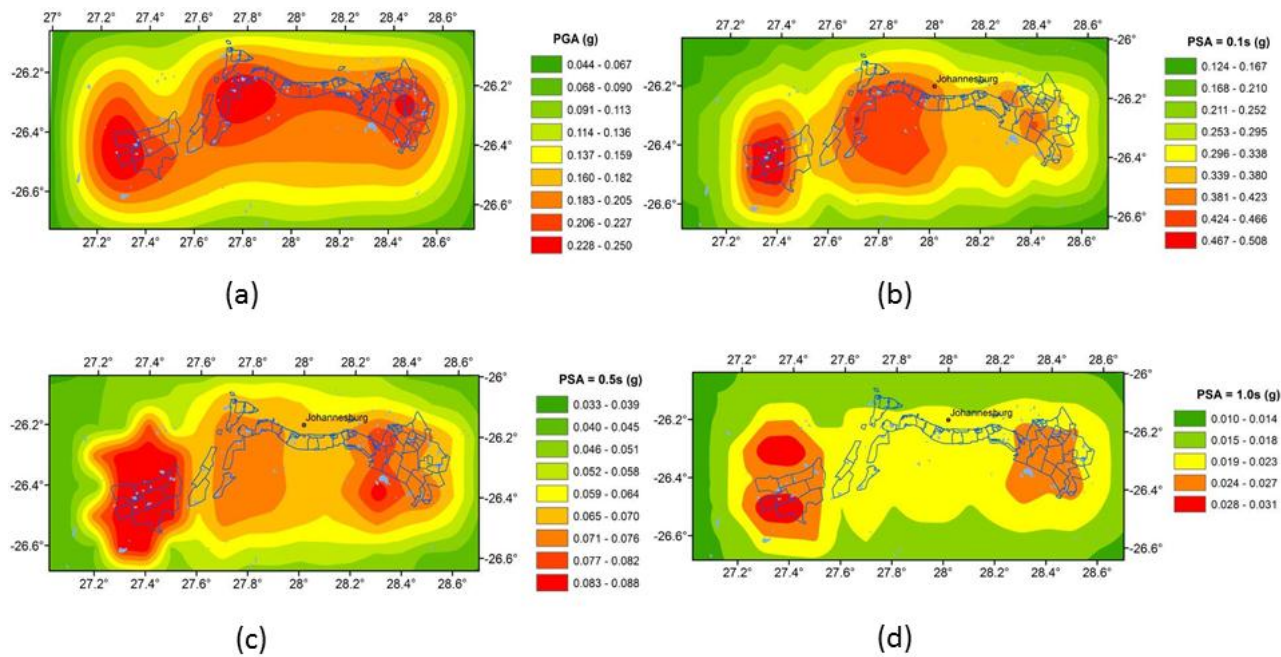 27° 27.2° 27.4° 27.6° 27.8° 28° 28.2° 28.4° 28.6°
-26.2°
-26.4°
-26.6°
-26.2°
-26.4°
-26.6°
27.2° 27.4° 27.6° 27.8° 28° 28.2° 28.4° 28.6°
PGA (g)
0.044 - 0.067
0.068 - 0.090
0.091 - 0.113
0.114 - 0.136
0.137 - 0.159
0.160 - 0.182
0.183 - 0.205
0.206 - 0.227
0.228 - 0.250
(a)
27.2° 27.4° 27.6° 27.8° 28° 28.2° 28.4° 28.6°
-26.2°
-26.4°
-26.6°
Johannesburg
-26°
-26.2°
-26.4°
-26.6°
27.2° 27.4° 27.6° 27.8° 28° 28.2° 28.4° 28.6°
PSA = 0.1s (g)
0.124 - 0.167
0.168 - 0.210
0.211 - 0.252
0.253 - 0.295
0.296 - 0.338
0.339 - 0.380
0.381 - 0.423
0.424 - 0.466
0.467 - 0.508
(b)
27.2° 27.4° 27.6° 27.8° 28° 28.2° 28.4° 28.6°
-26.2°
-26.4°
-26.6°
Johannesburg
-26°
-26.2°
-26.4°
-26.6°
27.2° 27.4° 27.6° 27.8° 28° 28.2° 28.4° 28.6°
PSA = 0.5s (g)
0.033 - 0.039
0.040 - 0.045
0.046 - 0.051
0.052 - 0.058
0.059 - 0.064
0.065 - 0.070
0.071 - 0.076
0.077 - 0.082
0.083 - 0.088
(c)
27.2° 27.4° 27.6° 27.8° 28° 28.2° 28.4° 28.6°
-26.2°
-26.4°
-26.6°
Johannesburg
-26°
-26.2°
-26.4°
-26.6°
27.2° 27.4° 27.6° 27.8° 28° 28.2° 28.4° 28.6°
PSA = 1.0s (g)
0.010 - 0.014
0.015 - 0.018
0.019 - 0.023
0.024 - 0.027
0.028 - 0.031
(d)